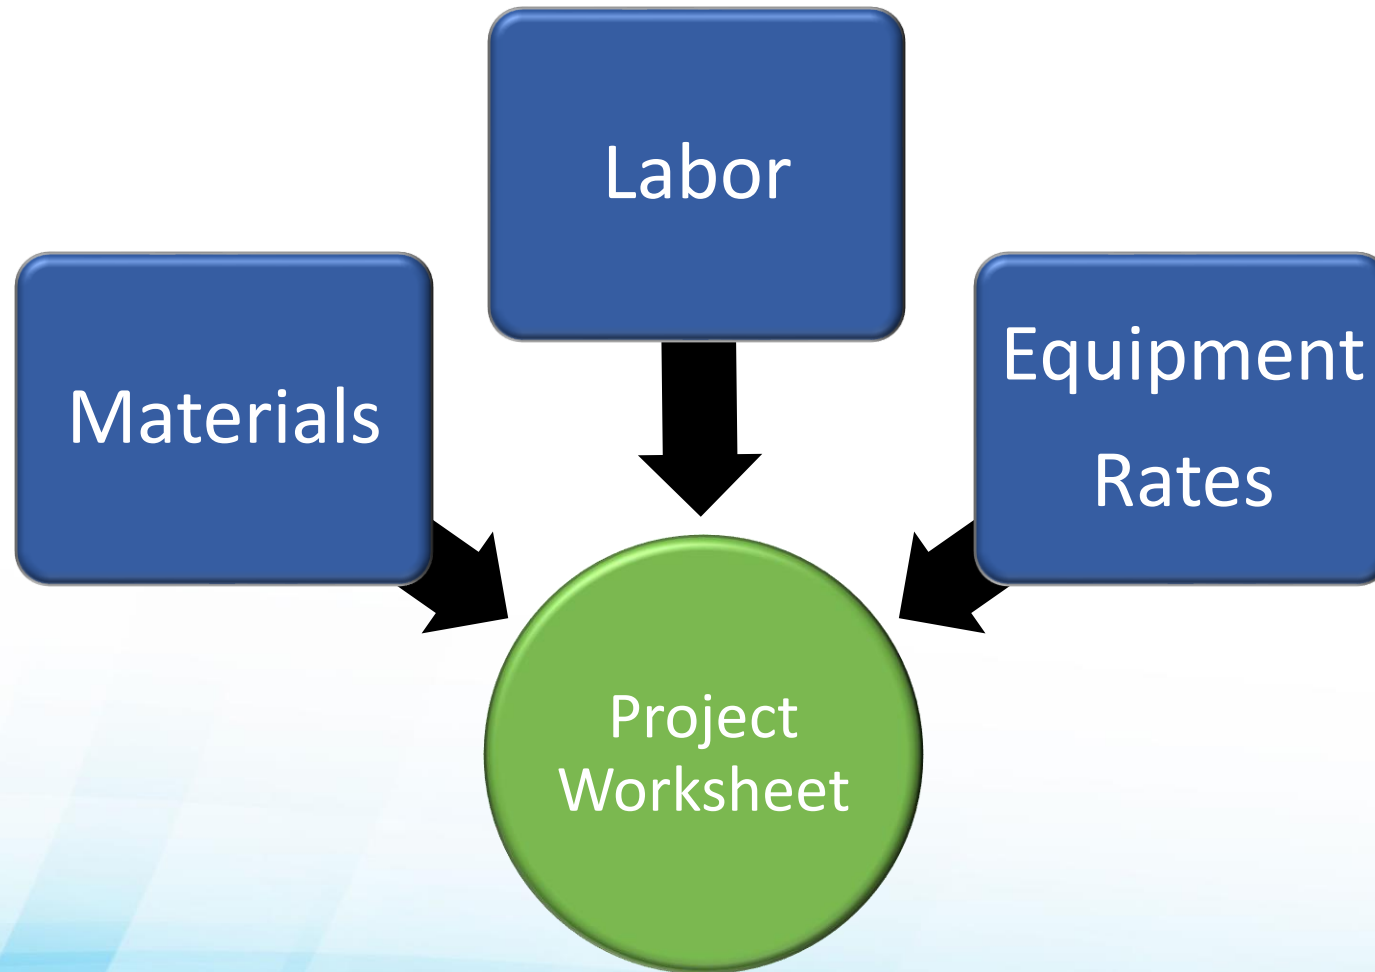 Labor
Materials
Equipment
Rates
Project
Worksheet